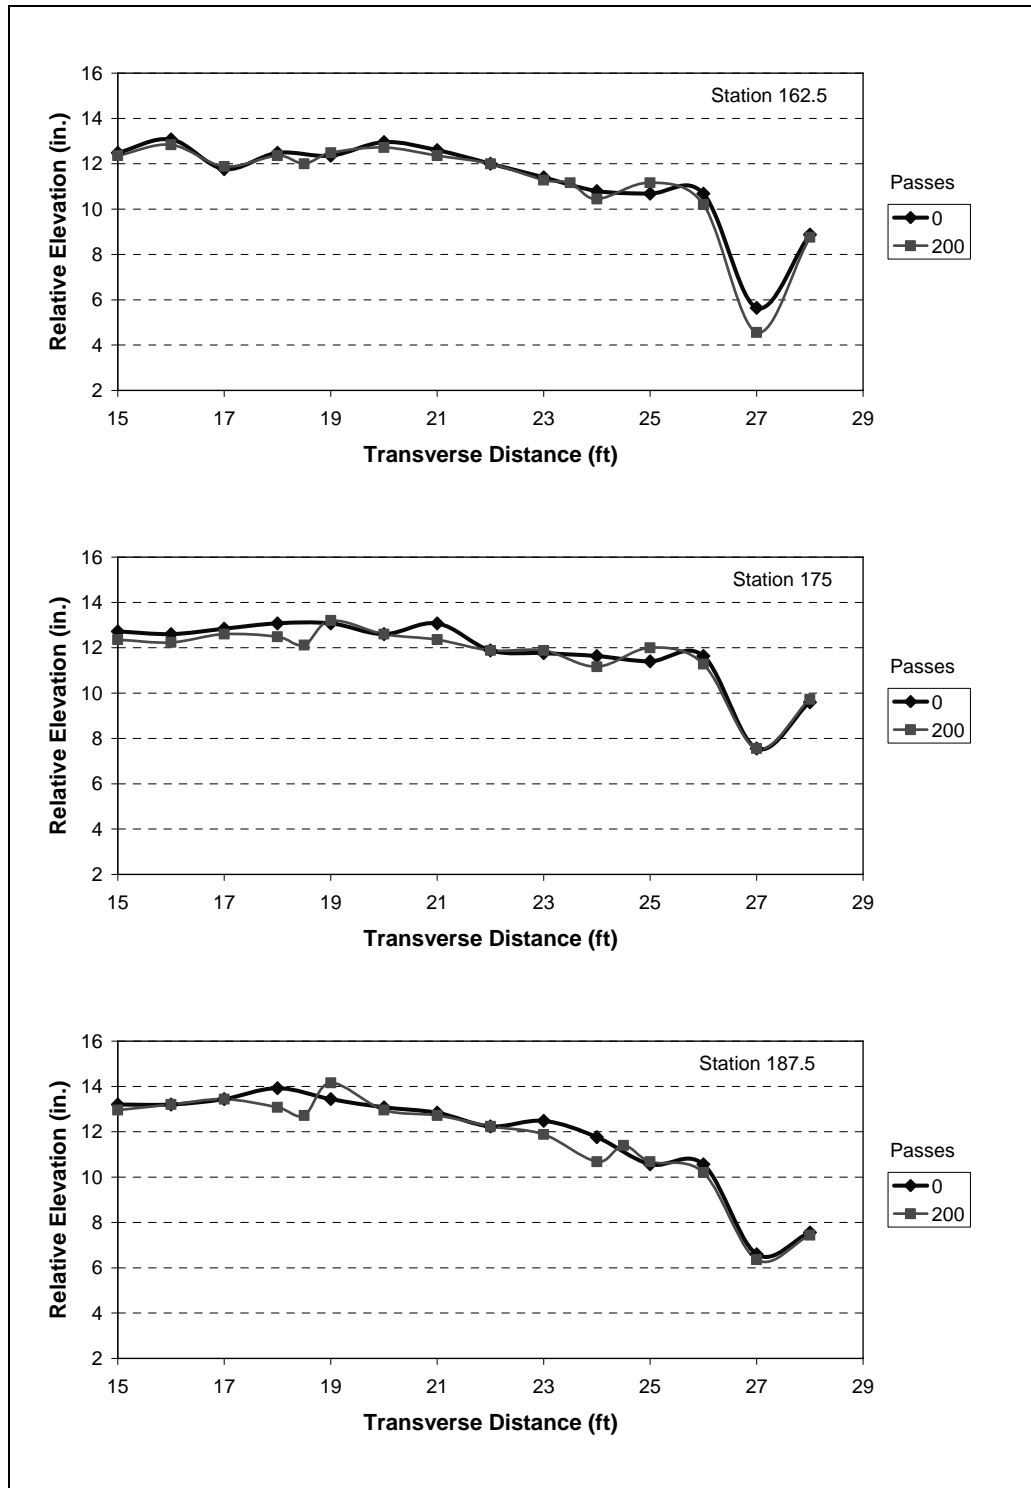 16
Station 162.5
14
12
10
8
6
4
2
Relative Elevation (in.)
Passes
0
200
15 17 19 21 23 25 27 29
Transverse Distance (ft)
16
Station 175
14
12
10
8
6
4
2
Relative Elevation (in.)
Passes
0
200
15 17 19 21 23 25 27 29
Transverse Distance (ft)
16
Station 187.5
14
12
10
8
6
4
2
Relative Elevation (in.)
Passes
0
200
15 17 19 21 23 25 27 29
Transverse Distance (ft)